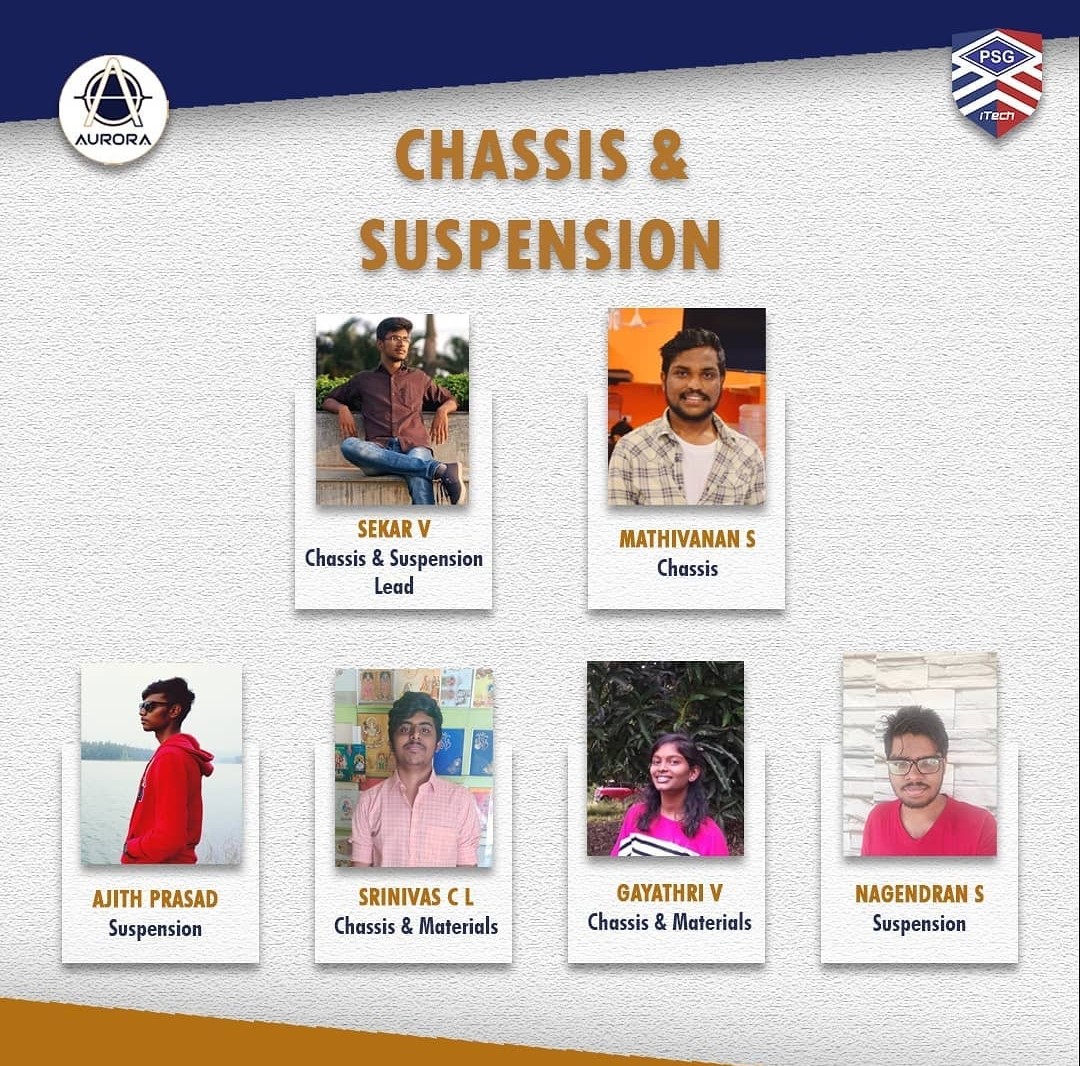 AURORA
PSG
iTech
CHASSIS &
SUSPENSION
SEKAR V
Chassis & Suspension
Lead
MATHIVANAN S
Chassis
AJITH PRASAD
Suspension
SRINIVAS C L
Chassis & Materials
GAYATHRI V
Chassis & Materials
NAGENDRAN S
Suspension